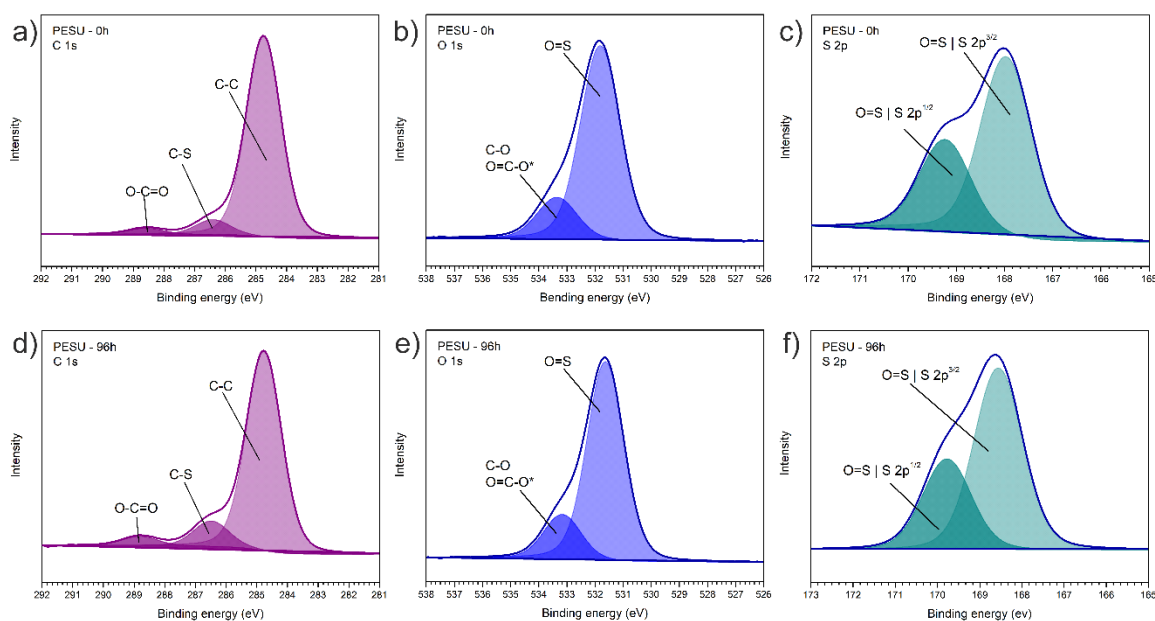 a)
PESU - 0h
C 1s
C-C
C-S
O-C=O
Intensity
292 291 290 289 288 287 286 285 284 283 282 281
Binding energy (eV)
b)
PESU - 0h
O 1s
O=S
C-O
O=C-O*
Intensity
538 537 536 535 534 533 532 531 530 529 528 527 526
Bending energy (eV)
c)
PESU - 0h
S 2p
O=S | S 2p3/2
O=S | S 2p1/2
Intensity
172 171 170 169 168 167 166 165
Binding energy (eV)
d)
PESU - 96h
C 1s
C-C
C-S
O-C=O
Intensity
292 291 290 289 288 287 286 285 284 283 282 281
Binding energy (eV)
e)
PESU - 96h
O 1s
O=S
C-O
O=C-O*
Intensity
538 537 536 535 534 533 532 531 530 529 528 527 526
Binding energy (eV)
f)
PESU - 96h
S 2p
O=S | S 2p3/2
O=S | S 2p1/2
Intensity
173 172 171 170 169 168 167 166 165
Binding energy (ev)